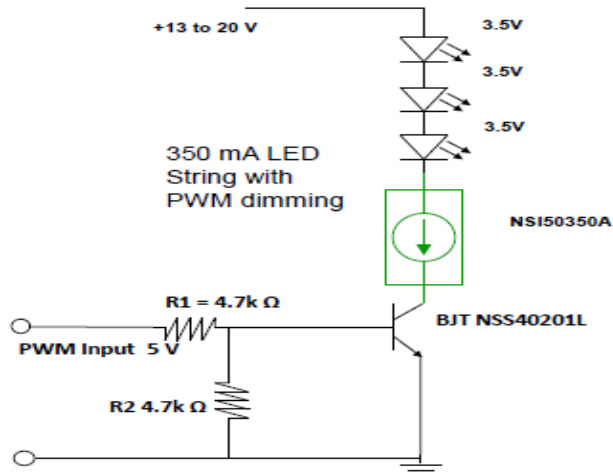 +13 to 20 V
3.5V
3.5V
3.5V
350 mA LED
String with
PWM dimming
NSI50350A
R1 = 4.7k Ω
BJT NSS40201L
PWM Input 5 V
R2 4.7k Ω